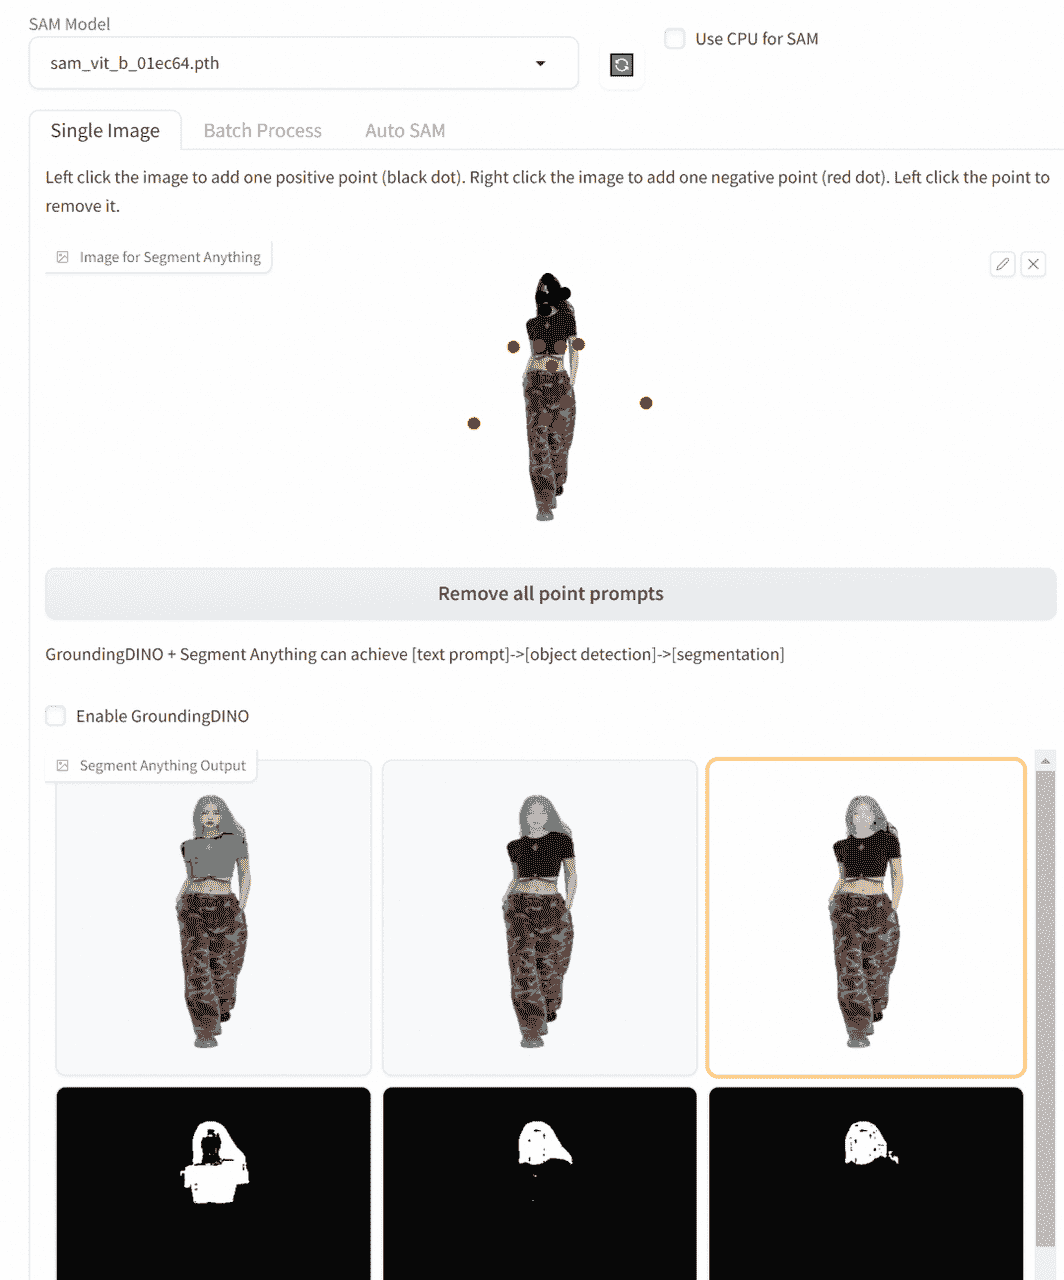 SAM Model
sam_vit_b_01ec64.pth
Use CPU for SAM
Single Image
Batch Process
Auto SAM
Left click the image to add one positive point (black dot). Right click the image to add one negative point (red dot). Left click the point to
remove it.
Image for Segment Anything
Remove all point prompts
GroundingDINO + Segment Anything can achieve [text prompt]->[object detection]->[segmentation]
Enable GroundingDINO
Segment Anything Output